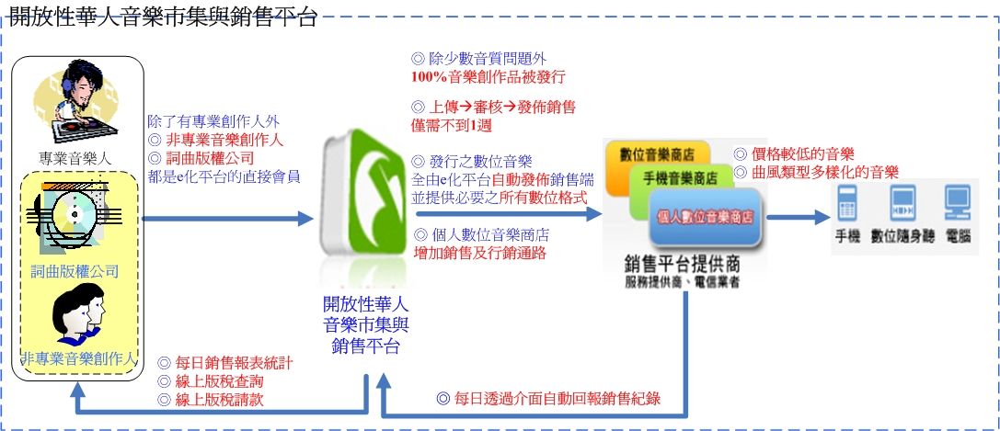 開放性華人音樂市集與銷售平台
專業音樂人
詞曲版權公司
非專業音樂創作人
除了有專業創作人外
◎ 非專業音樂創作人
◎ 詞曲版權公司
都是e化平台的直接會員
開放性華人
音樂市集與
銷售平台
◎ 除少數音質問題外
100%音樂創作品被發行
◎ 上傳→審核→發佈銷售
僅需不到1週
◎ 發行之數位音樂
全由e化平台自動發佈銷售端
並提供必要之所有數位格式
◎ 個人數位音樂商店
增加銷售及行銷通路
數位音樂商店
手機音樂商店
個人數位音樂商店
銷售平台提供商
服務提供商、電信業者
◎ 價格較低的音樂
◎ 曲風類型多樣化的音樂
手機 數位隨身聽 電腦
◎ 每日銷售報表統計
◎ 線上版稅查詢
◎ 線上版稅請款
◎ 每日透過介面自動回報銷售紀錄